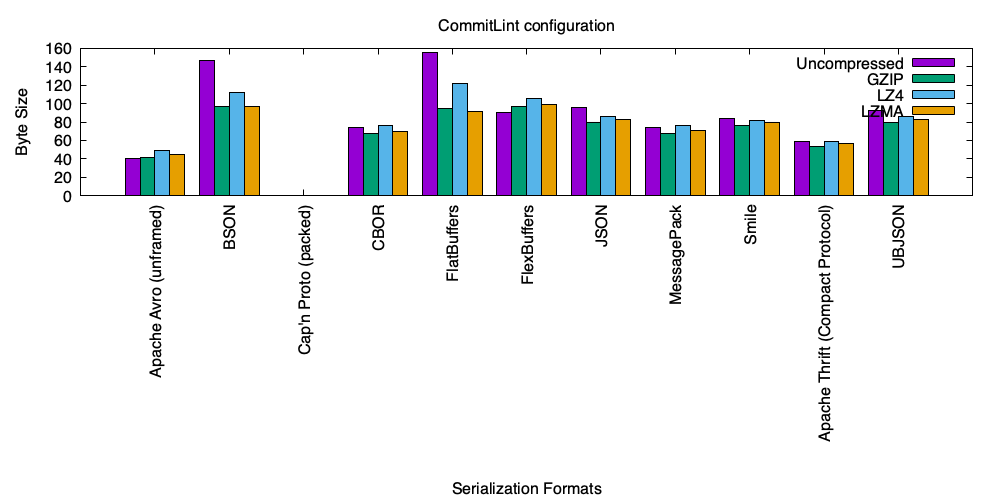 CommitLint configuration
Byte Size
160
140
120
100
80
60
40
20
0
Uncompressed
GZIP
LZ4
LZMA
Apache Avro (unframed)
BSON
Cap'n Proto (packed)
CBOR
FlatBuffers
FlexBuffers
JSON
MessagePack
Smile
Apache Thrift (Compact Protocol)
UBJSON
Serialization Formats